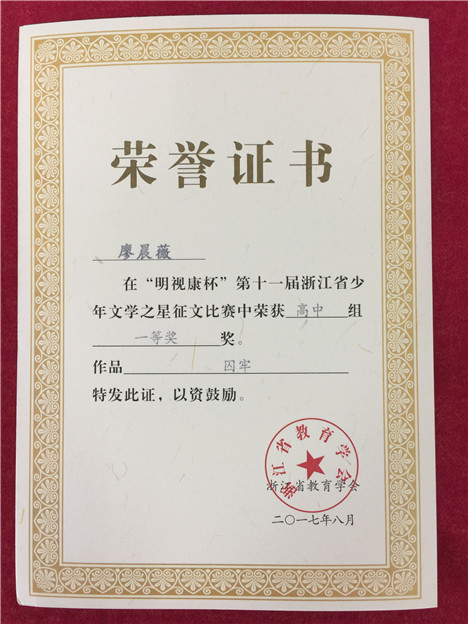 荣誉证书
廖晨薇
在“明视康杯”第十一届浙江省少
年文学之星征文比赛中荣获高中组
一等奖奖。
作品囚牢
特发此证，以资鼓励。
浙江省教育学会
浙江省教育学会
二〇一七年八月